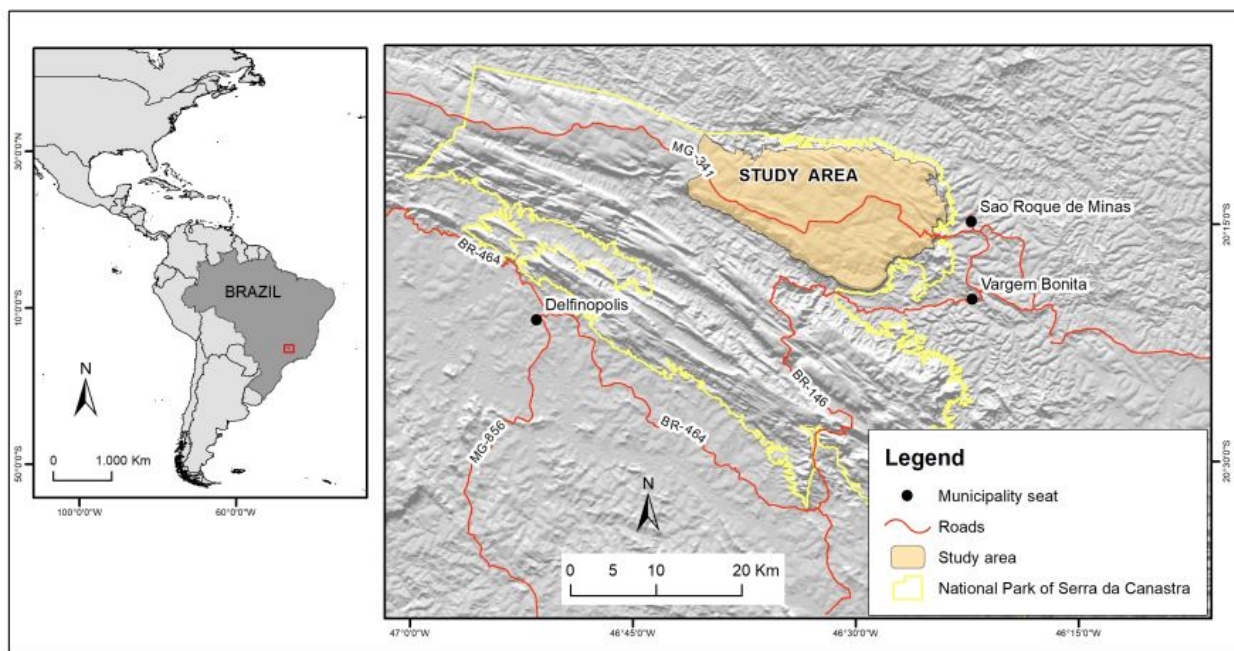 30°0'0"N
10°0'0"S
50°0'0"S
BRAZIL
N
0 1.000 Km
100°0'0"W 60°0'0"W
MG-341
STUDY AREA
Sao Roque de Minas
Vargem Bonita
BR-464
Delfinopolis
BR-146
MG-856
BR-464
N
0 5 10 20 Km
Legend
Municipality seat
Roads
Study area
National Park of Serra da Canastra
20°15'0"S
20°30'0"S
47°0'0"W 46°45'0"W 46°30'0"W 46°15'0"W